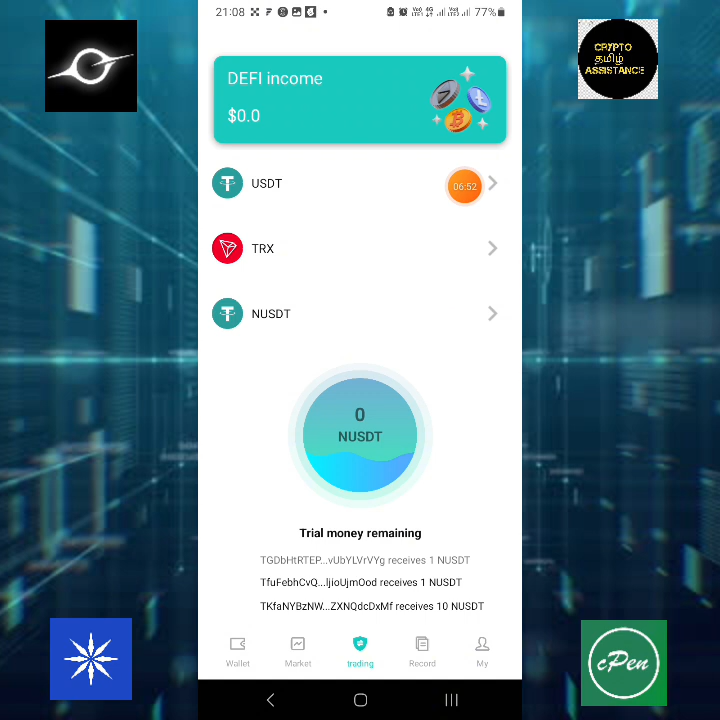 21:08
77%
CRYPTO
தமிழ்
ASSISTANCE
DEFI income
$0.0
USDT
06:52
TRX
NUSDT
0
NUSDT
Trial money remaining
TGDbHtRTEP...vUbYLVrVYg receives 1 NUSDT
TfuFebhCvQ...ljioUjmOod receives 1 NUSDT
TKfaNYBzNW...ZXNQdcDxMf receives 10 NUSDT
Wallet Market trading Record My
cPen